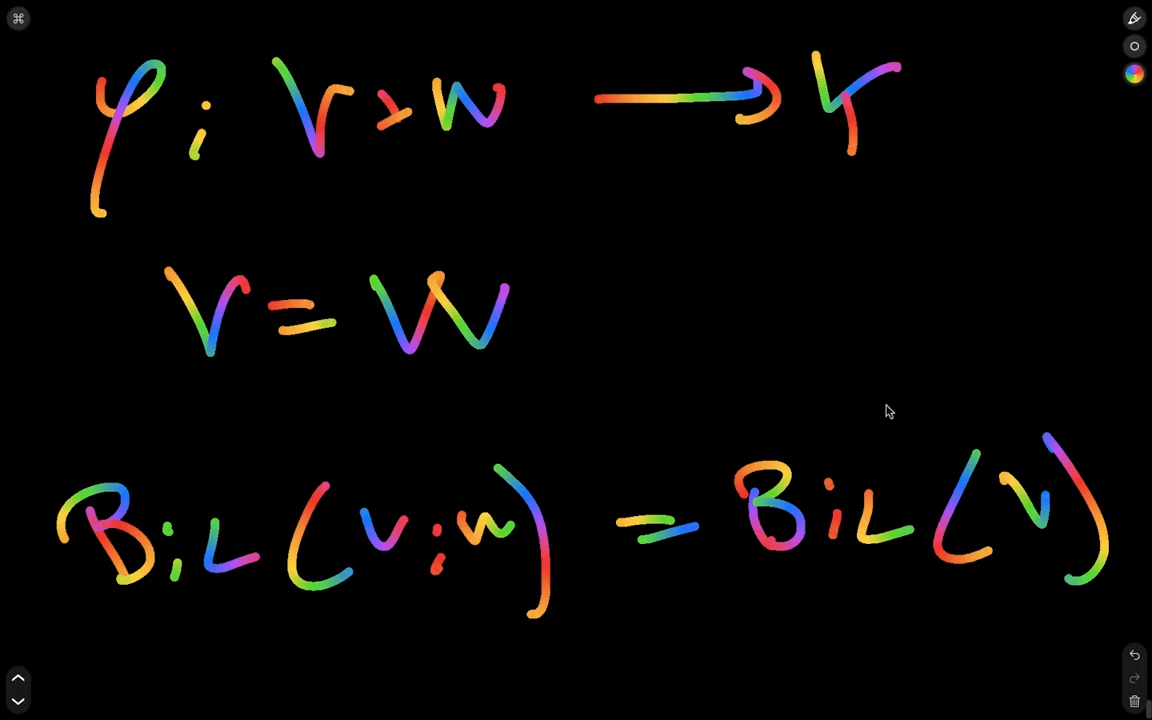 φ: V × W → K
V = W
BiL(V; W) = BiL(V)